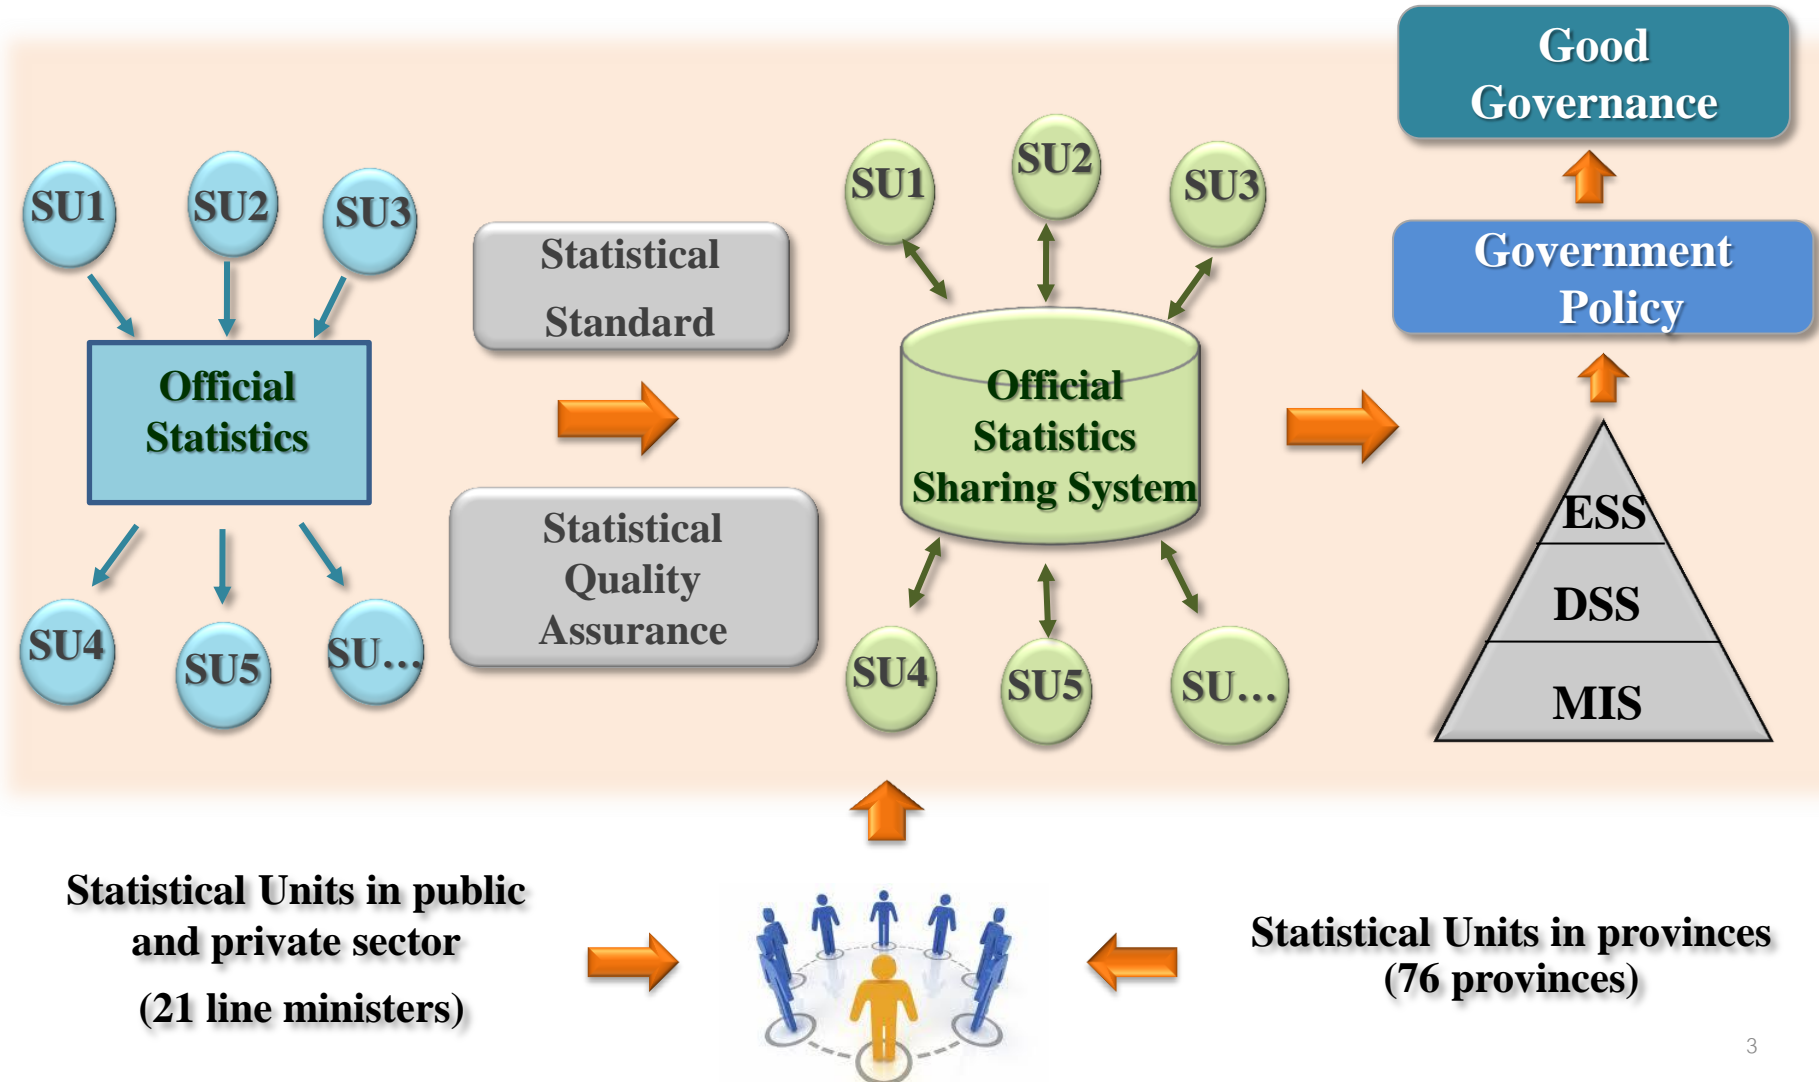 SU1
SU2
SU3
Official
Statistics
SU4
SU5
SU...
Statistical
Standard
Statistical
Quality
Assurance
SU1
SU2
SU3
Official
Statistics
Sharing System
SU4
SU5
SU...
Good
Governance
Government
Policy
ESS
DSS
MIS
Statistical Units in public
and private sector
(21 line ministers)
Statistical Units in provinces
(76 provinces)
3